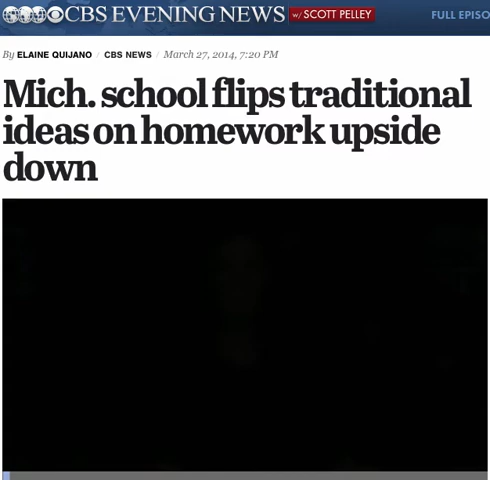 CBS EVENING NEWS w/ SCOTT PELLEY FULL EPISO
By ELAINE QUIJANO / CBS NEWS / March 27, 2014, 7:20 PM
Mich. school flips traditional
ideas on homework upside
down